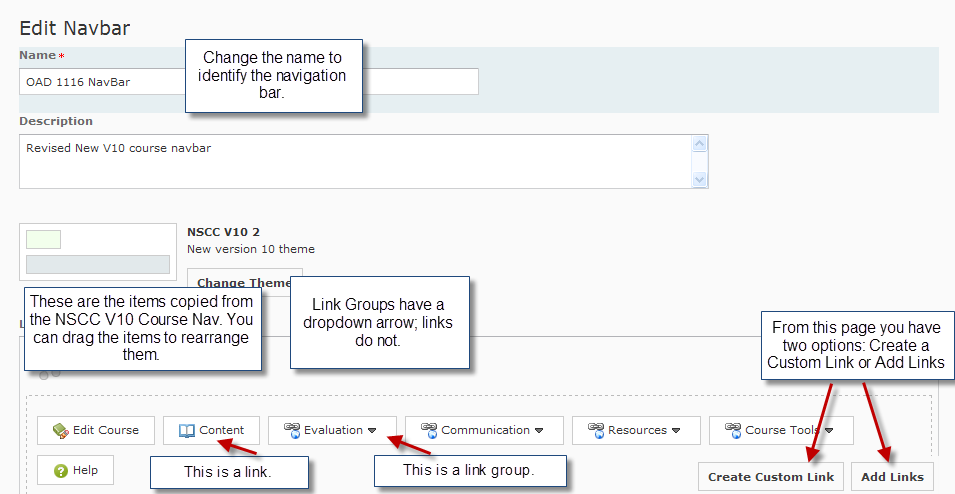 Edit Navbar
Name *
OAD 1116 NavBar
Change the name to
identify the navigation
bar.
Description
Revised New V10 course navbar
NSCC V10 2
New version 10 theme
Change Theme
These are the items copied from
the NSCC V10 Course Nav. You
can drag the items to rearrange
them.
Link Groups have a
dropdown arrow; links
do not.
From this page you have
two options: Create a
Custom Link or Add Links
Edit Course
Content
Evaluation
Communication
Resources
Course Tools
Help
This is a link.
This is a link group.
Create Custom Link
Add Links